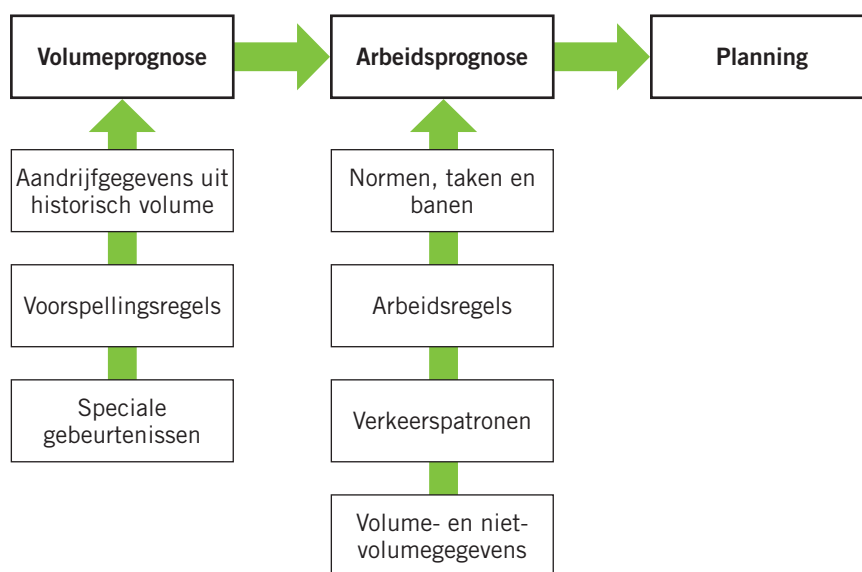 Volumeprognose
Arbeidsprognose
Planning
Aandrijfgegevens uit
historisch volume
Normen, taken en
banen
Voorspellingsregels
Arbeidsregels
Speciale
gebeurtenissen
Verkeerspatronen
Volume- en niet-
volumegegevens